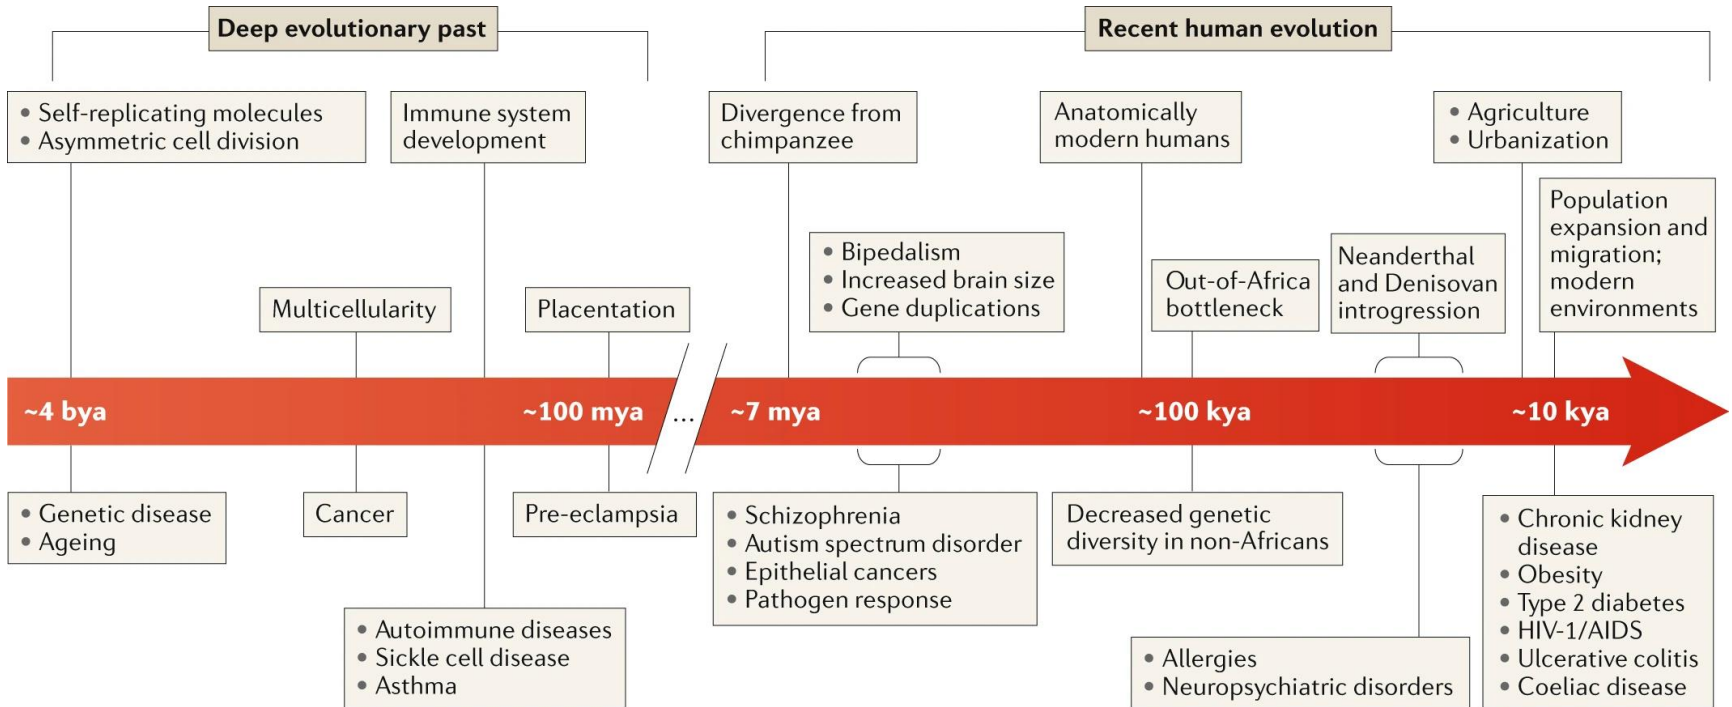 Deep evolutionary past
Recent human evolution
• Self-replicating molecules
• Asymmetric cell division
Immune system
development
Divergence from
chimpanzee
Anatomically
modern humans
• Agriculture
• Urbanization
Multicellularity
Placentation
• Bipedalism
• Increased brain size
• Gene duplications
Out-of-Africa
bottleneck
Neanderthal
and Denisovan
introgression
Population
expansion and
migration;
modern
environments
~4 bya
~100 mya
...
~7 mya
~100 kya
~10 kya
• Genetic disease
• Ageing
Cancer
Pre-eclampsia
• Autoimmune diseases
• Sickle cell disease
• Asthma
• Schizophrenia
• Autism spectrum disorder
• Epithelial cancers
• Pathogen response
Decreased genetic
diversity in non-Africans
• Allergies
• Neuropsychiatric disorders
• Chronic kidney
disease
• Obesity
• Type 2 diabetes
• HIV-1/AIDS
• Ulcerative colitis
• Coeliac disease